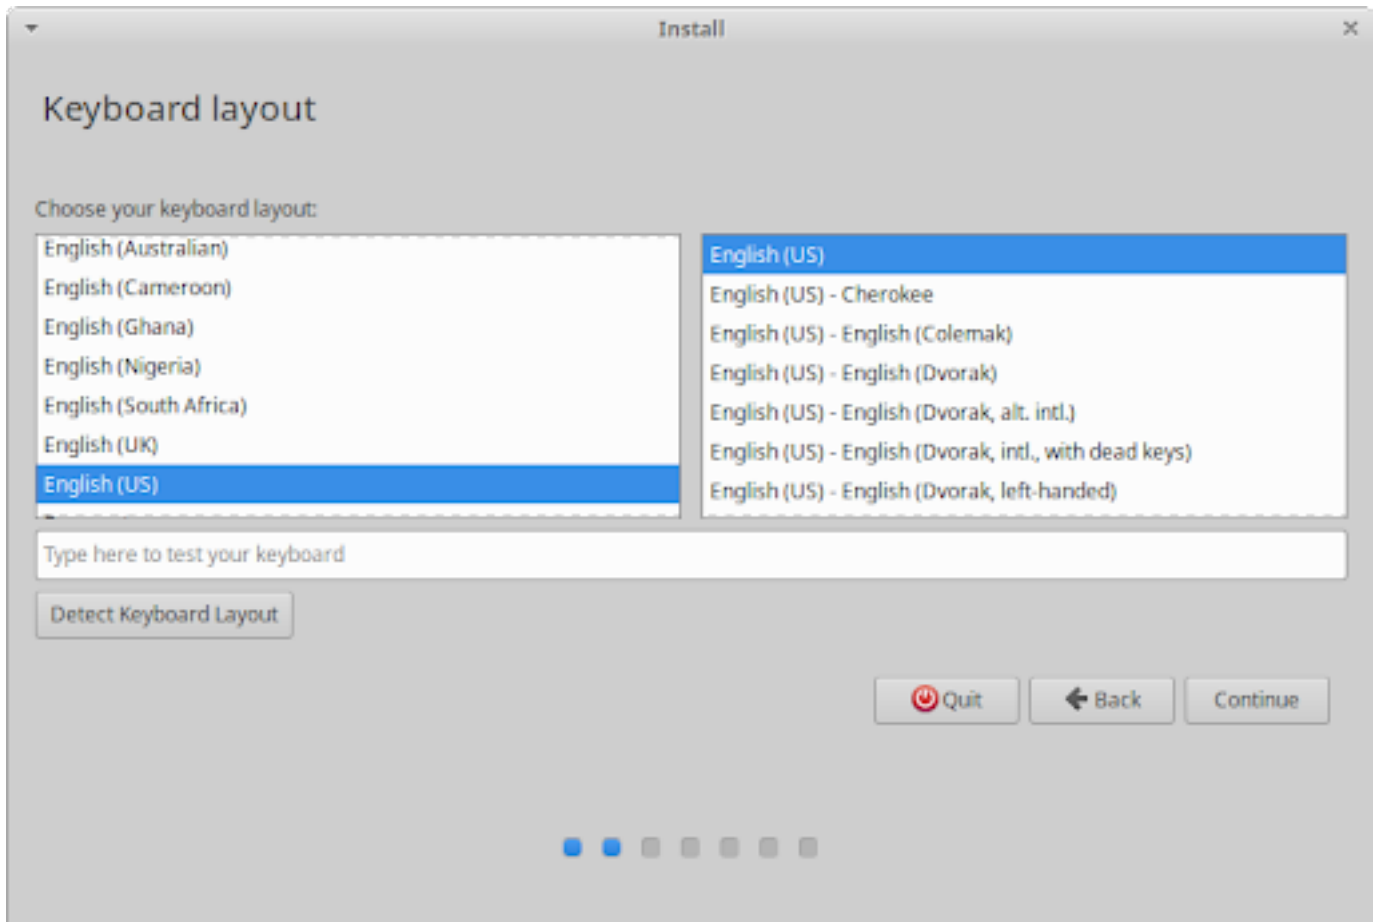 Install
Keyboard layout
Choose your keyboard layout:
English (Australian)
English (Cameroon)
English (Ghana)
English (Nigeria)
English (South Africa)
English (UK)
English (US)
English (US)
English (US) - Cherokee
English (US) - English (Colemak)
English (US) - English (Dvorak)
English (US) - English (Dvorak, alt. intl.)
English (US) - English (Dvorak, intl., with dead keys)
English (US) - English (Dvorak, left-handed)
Type here to test your keyboard
Detect Keyboard Layout
Quit
Back
Continue